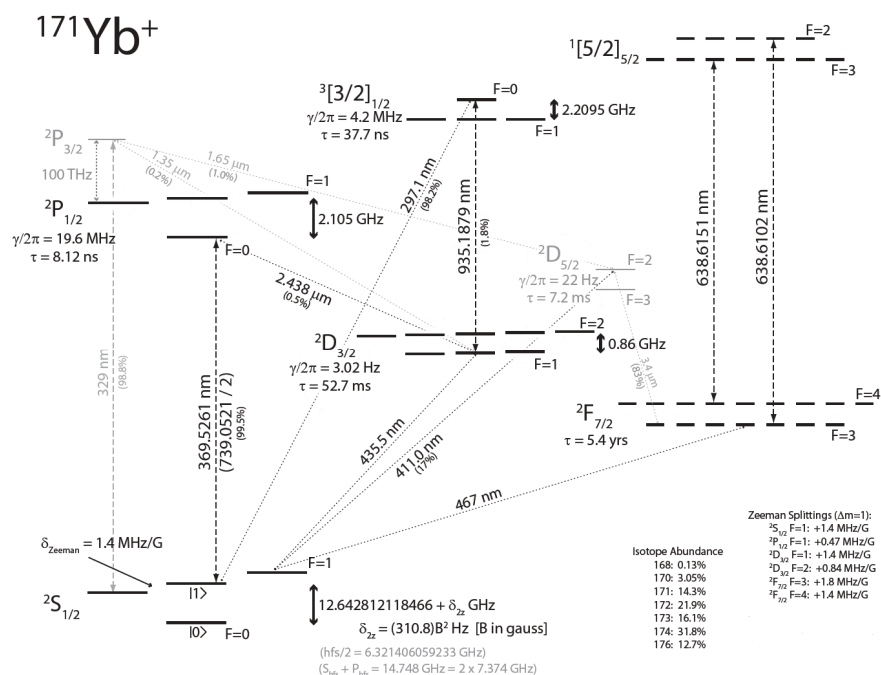 171Yb+
1[5/2]5/2
F=2
F=3
3[3/2]1/2
F=0
γ/2π = 4.2 MHz
τ = 37.7 ns
F=1
2.2095 GHz
2P3/2
100 THz
1.35 μm
(0.2%)
1.65 μm
(1.0%)
2P1/2
γ/2π = 19.6 MHz
τ = 8.12 ns
F=1
2.105 GHz
F=0
297.1 nm
(98.2%)
935.1879 nm
(1.8%)
638.6151 nm
638.6102 nm
2D5/2
F=2
γ/2π = 22 Hz
τ = 7.2 ms
F=3
2.438 μm
(0.5%)
2D3/2
γ/2π = 3.02 Hz
τ = 52.7 ms
F=2
0.86 GHz
F=1
3.4 μm
(83%)
329 nm
(98.8%)
369.5261 nm
(739.0521 / 2)
(99.5%)
2F7/2
τ = 5.4 yrs
F=4
F=3
435.5 nm
411.0 nm
(17%)
467 nm
δZeeman = 1.4 MHz/G
2S1/2
|1>
|0>
F=1
F=0
12.642812118466 + δ2z GHz
δ2z = (310.8)B² Hz [B in gauss]
(hfs/2 = 6.321406059233 GHz)
(Shfs + Phfs = 14.748 GHz = 2 x 7.374 GHz)
Isotope Abundance
168: 0.13%
170: 3.05%
171: 14.3%
172: 21.9%
173: 16.1%
174: 31.8%
176: 12.7%
Zeeman Splittings (Δm=1):
2S1/2 F=1: +1.4 MHz/G
2P1/2 F=1: +0.47 MHz/G
2D3/2 F=1: +1.4 MHz/G
2D3/2 F=2: +0.84 MHz/G
2F7/2 F=3: +1.8 MHz/G
2F7/2 F=4: +1.4 MHz/G